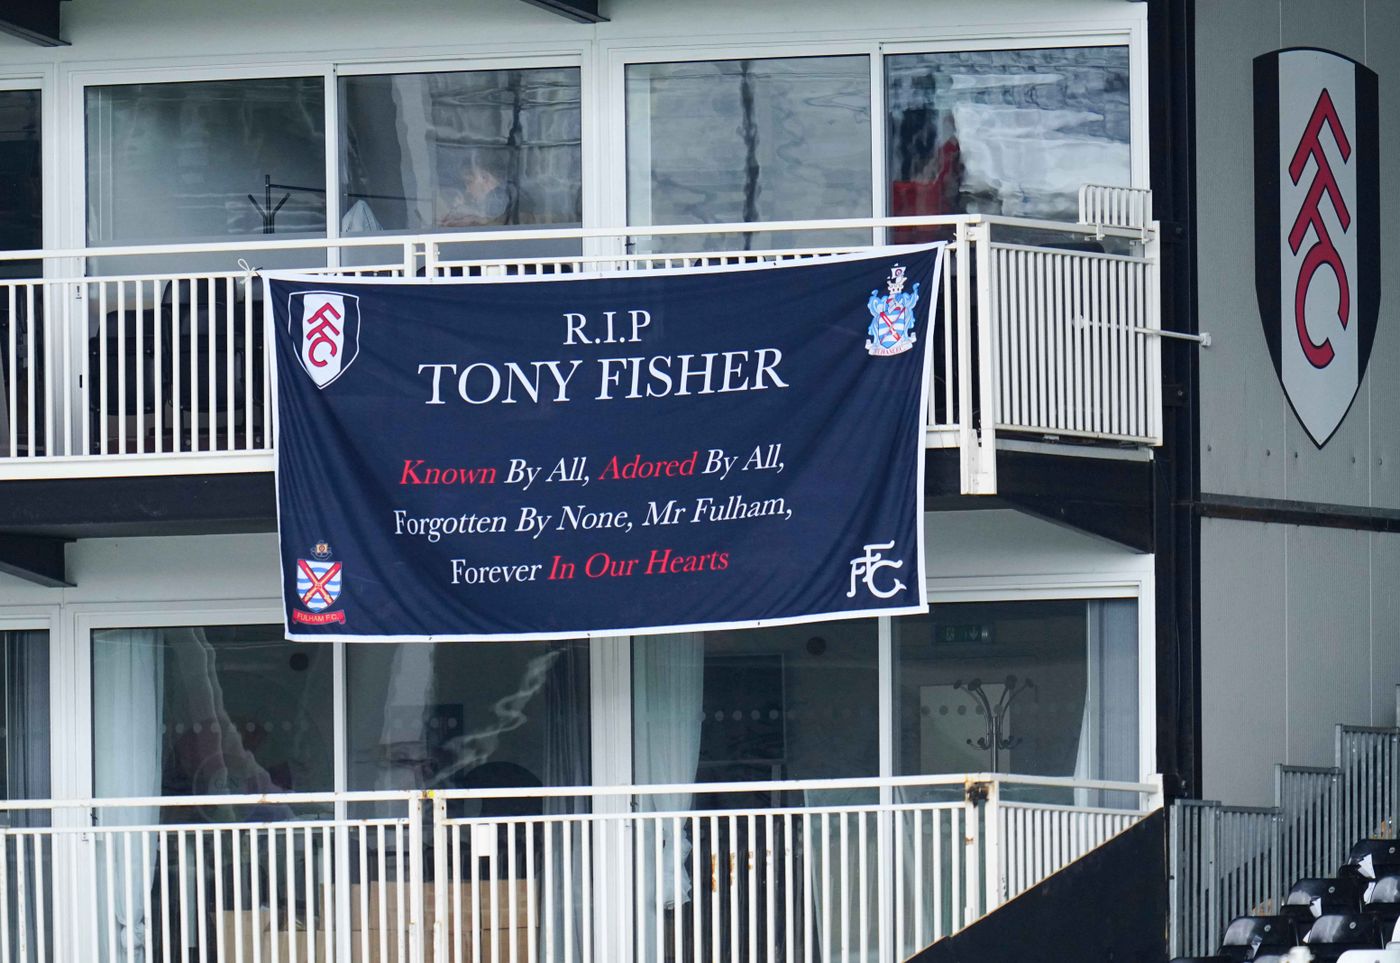 R.I.P
TONY FISHER
Known By All, Adored By All,
Forgotten By None, Mr Fulham,
Forever In Our Hearts
FFC
FULHAM F.C.
FFC
FFC